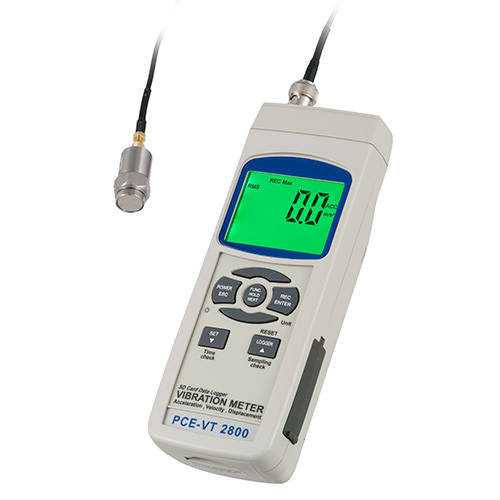 REC Max
RMS
0.0 ACC
m/s²
POWER
ESC
FUNC.
HOLD
NEXT
REC
ENTER
Unit
SET
▼
RESET
LOGGER
▲
Time
check
Sampling
check
SD Card Data Logger
VIBRATION METER
Acceleration , Velocity , Displacement
PCE-VT 2800